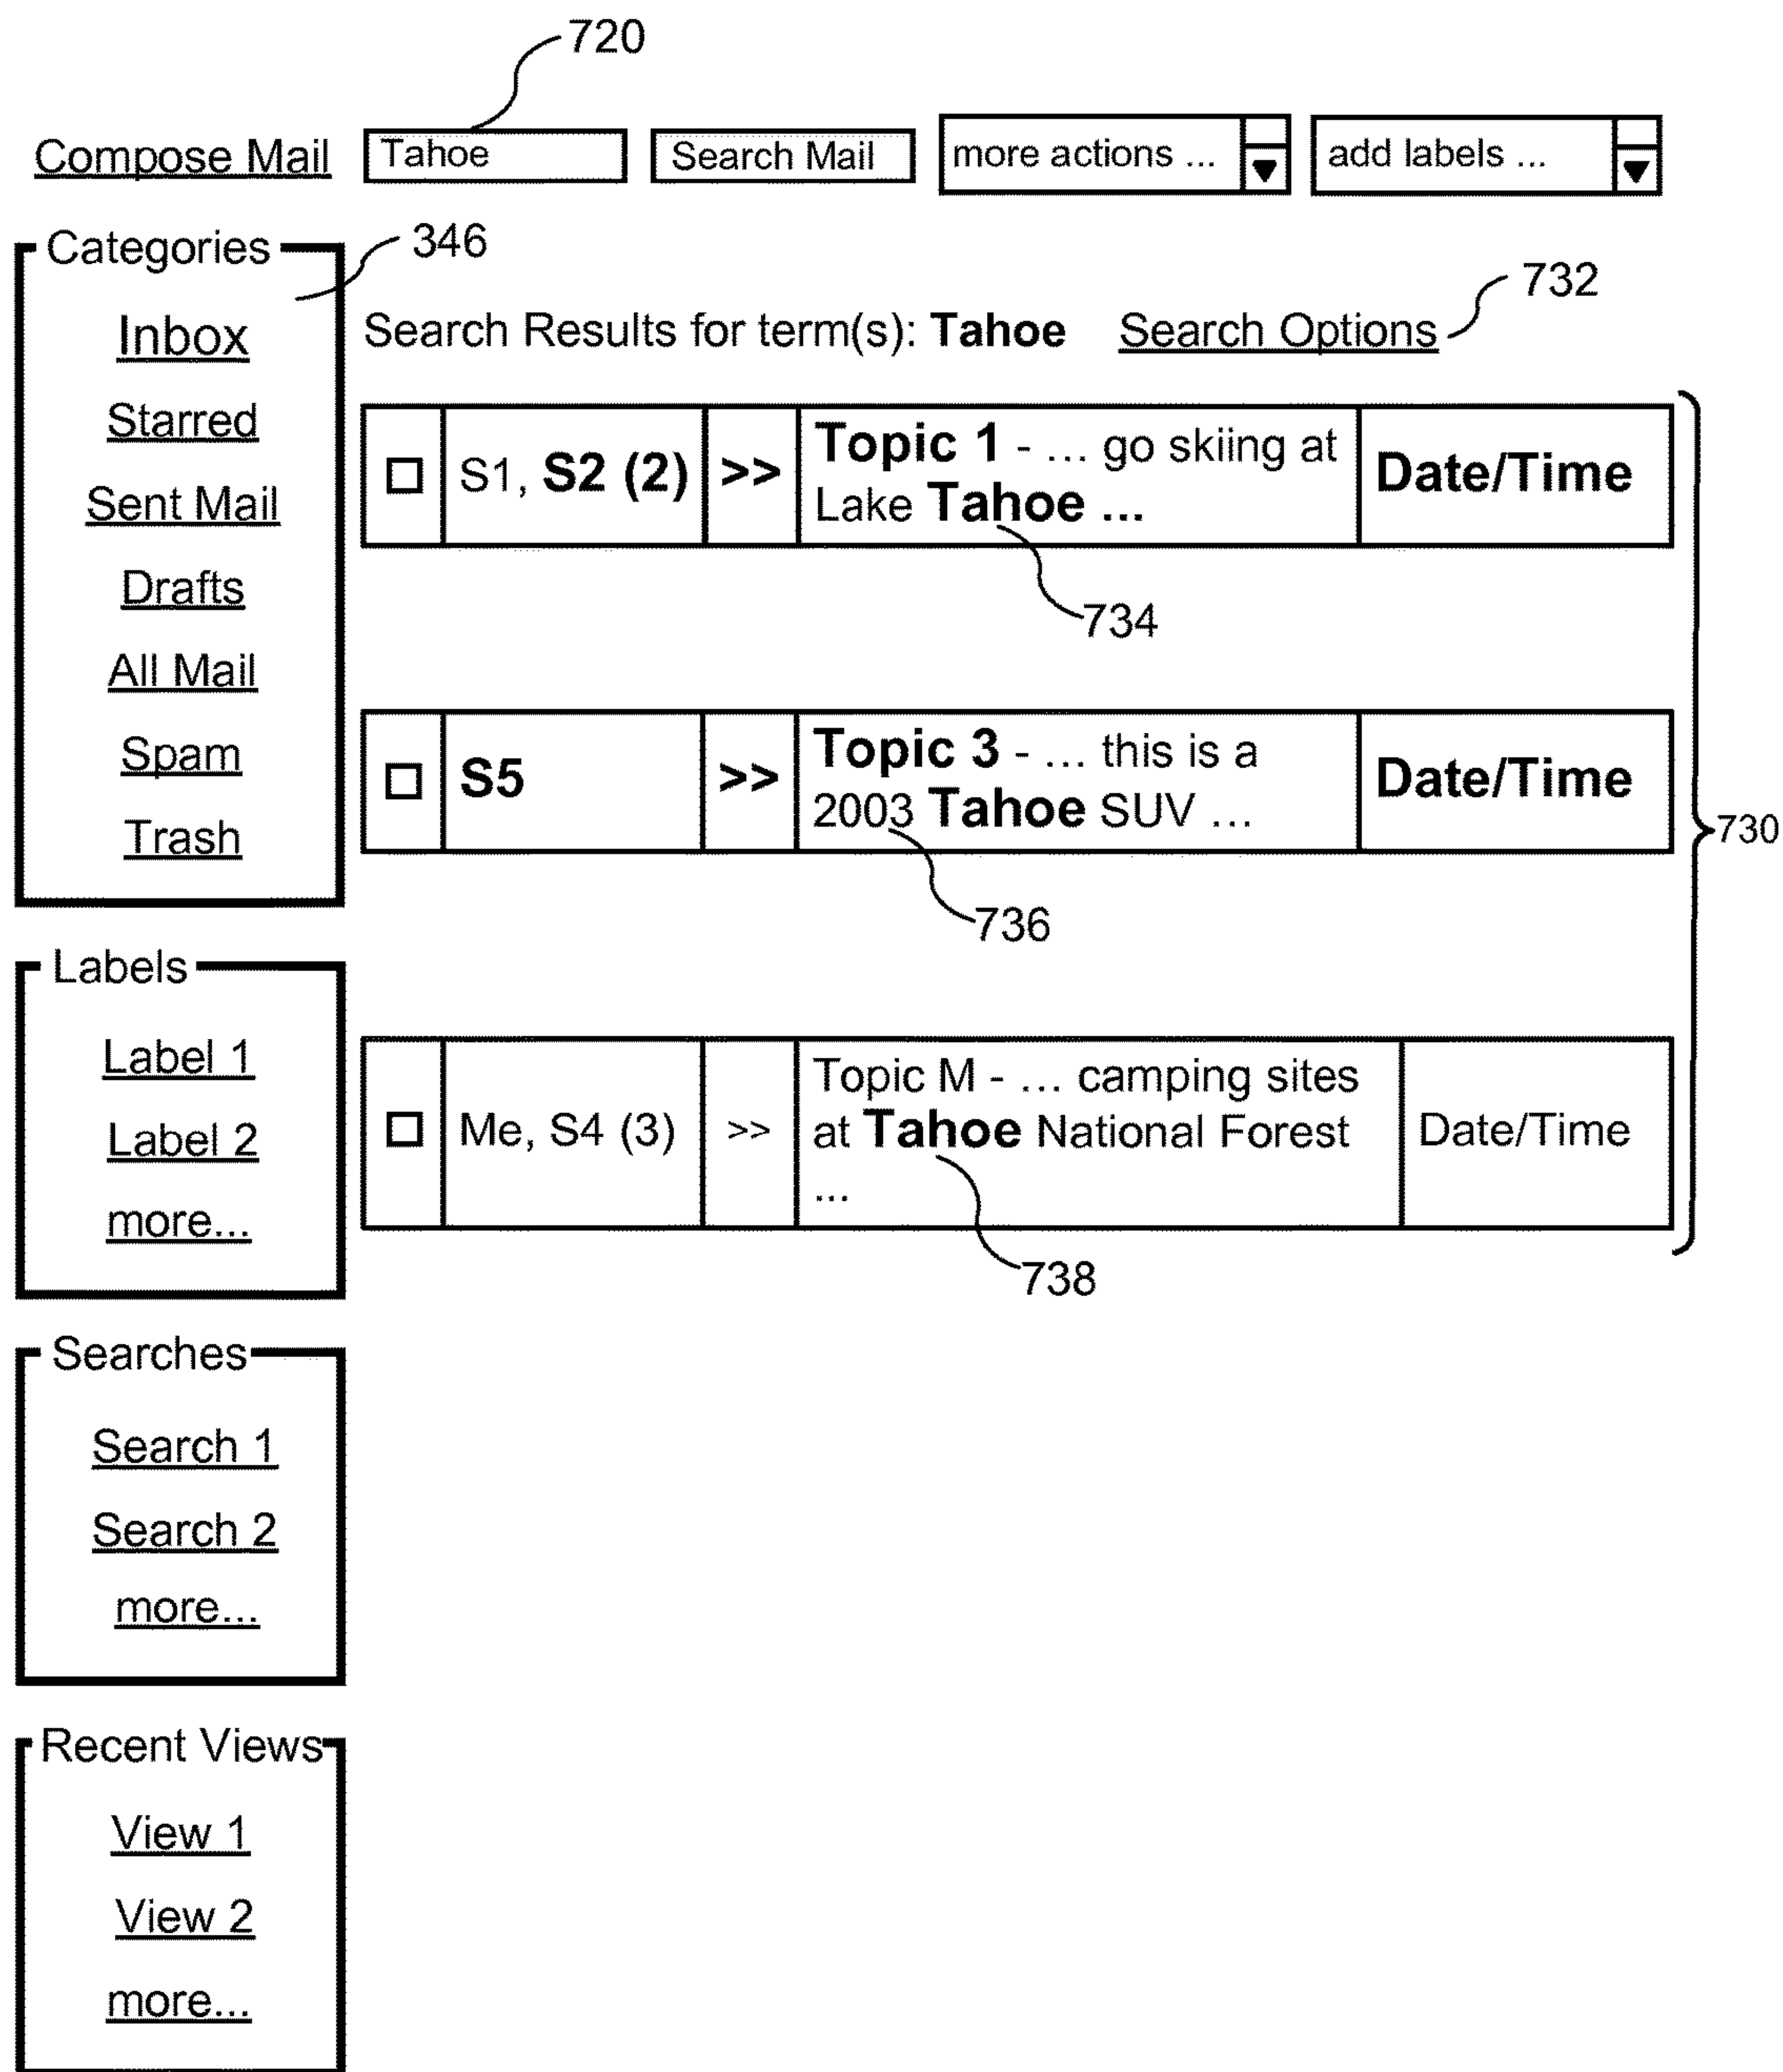 720
Compose Mail Tahoe Search Mail more actions ... add labels ...
Categories 346
732
Inbox
Search Results for term(s): Tahoe Search Options
Starred
Sent Mail
Drafts
All Mail
Spam
Trash
S1, S2 (2) >> Topic 1 - ... go skiing at
Lake Tahoe ...
Date/Time
734
S5 >> Topic 3 - ... this is a
2003 Tahoe SUV ...
Date/Time
730
736
Me, S4 (3) >> Topic M - ... camping sites
at Tahoe National Forest
...
Date/Time
738
Labels
Label 1
Label 2
more...
Searches
Search 1
Search 2
more...
Recent Views
View 1
View 2
more...